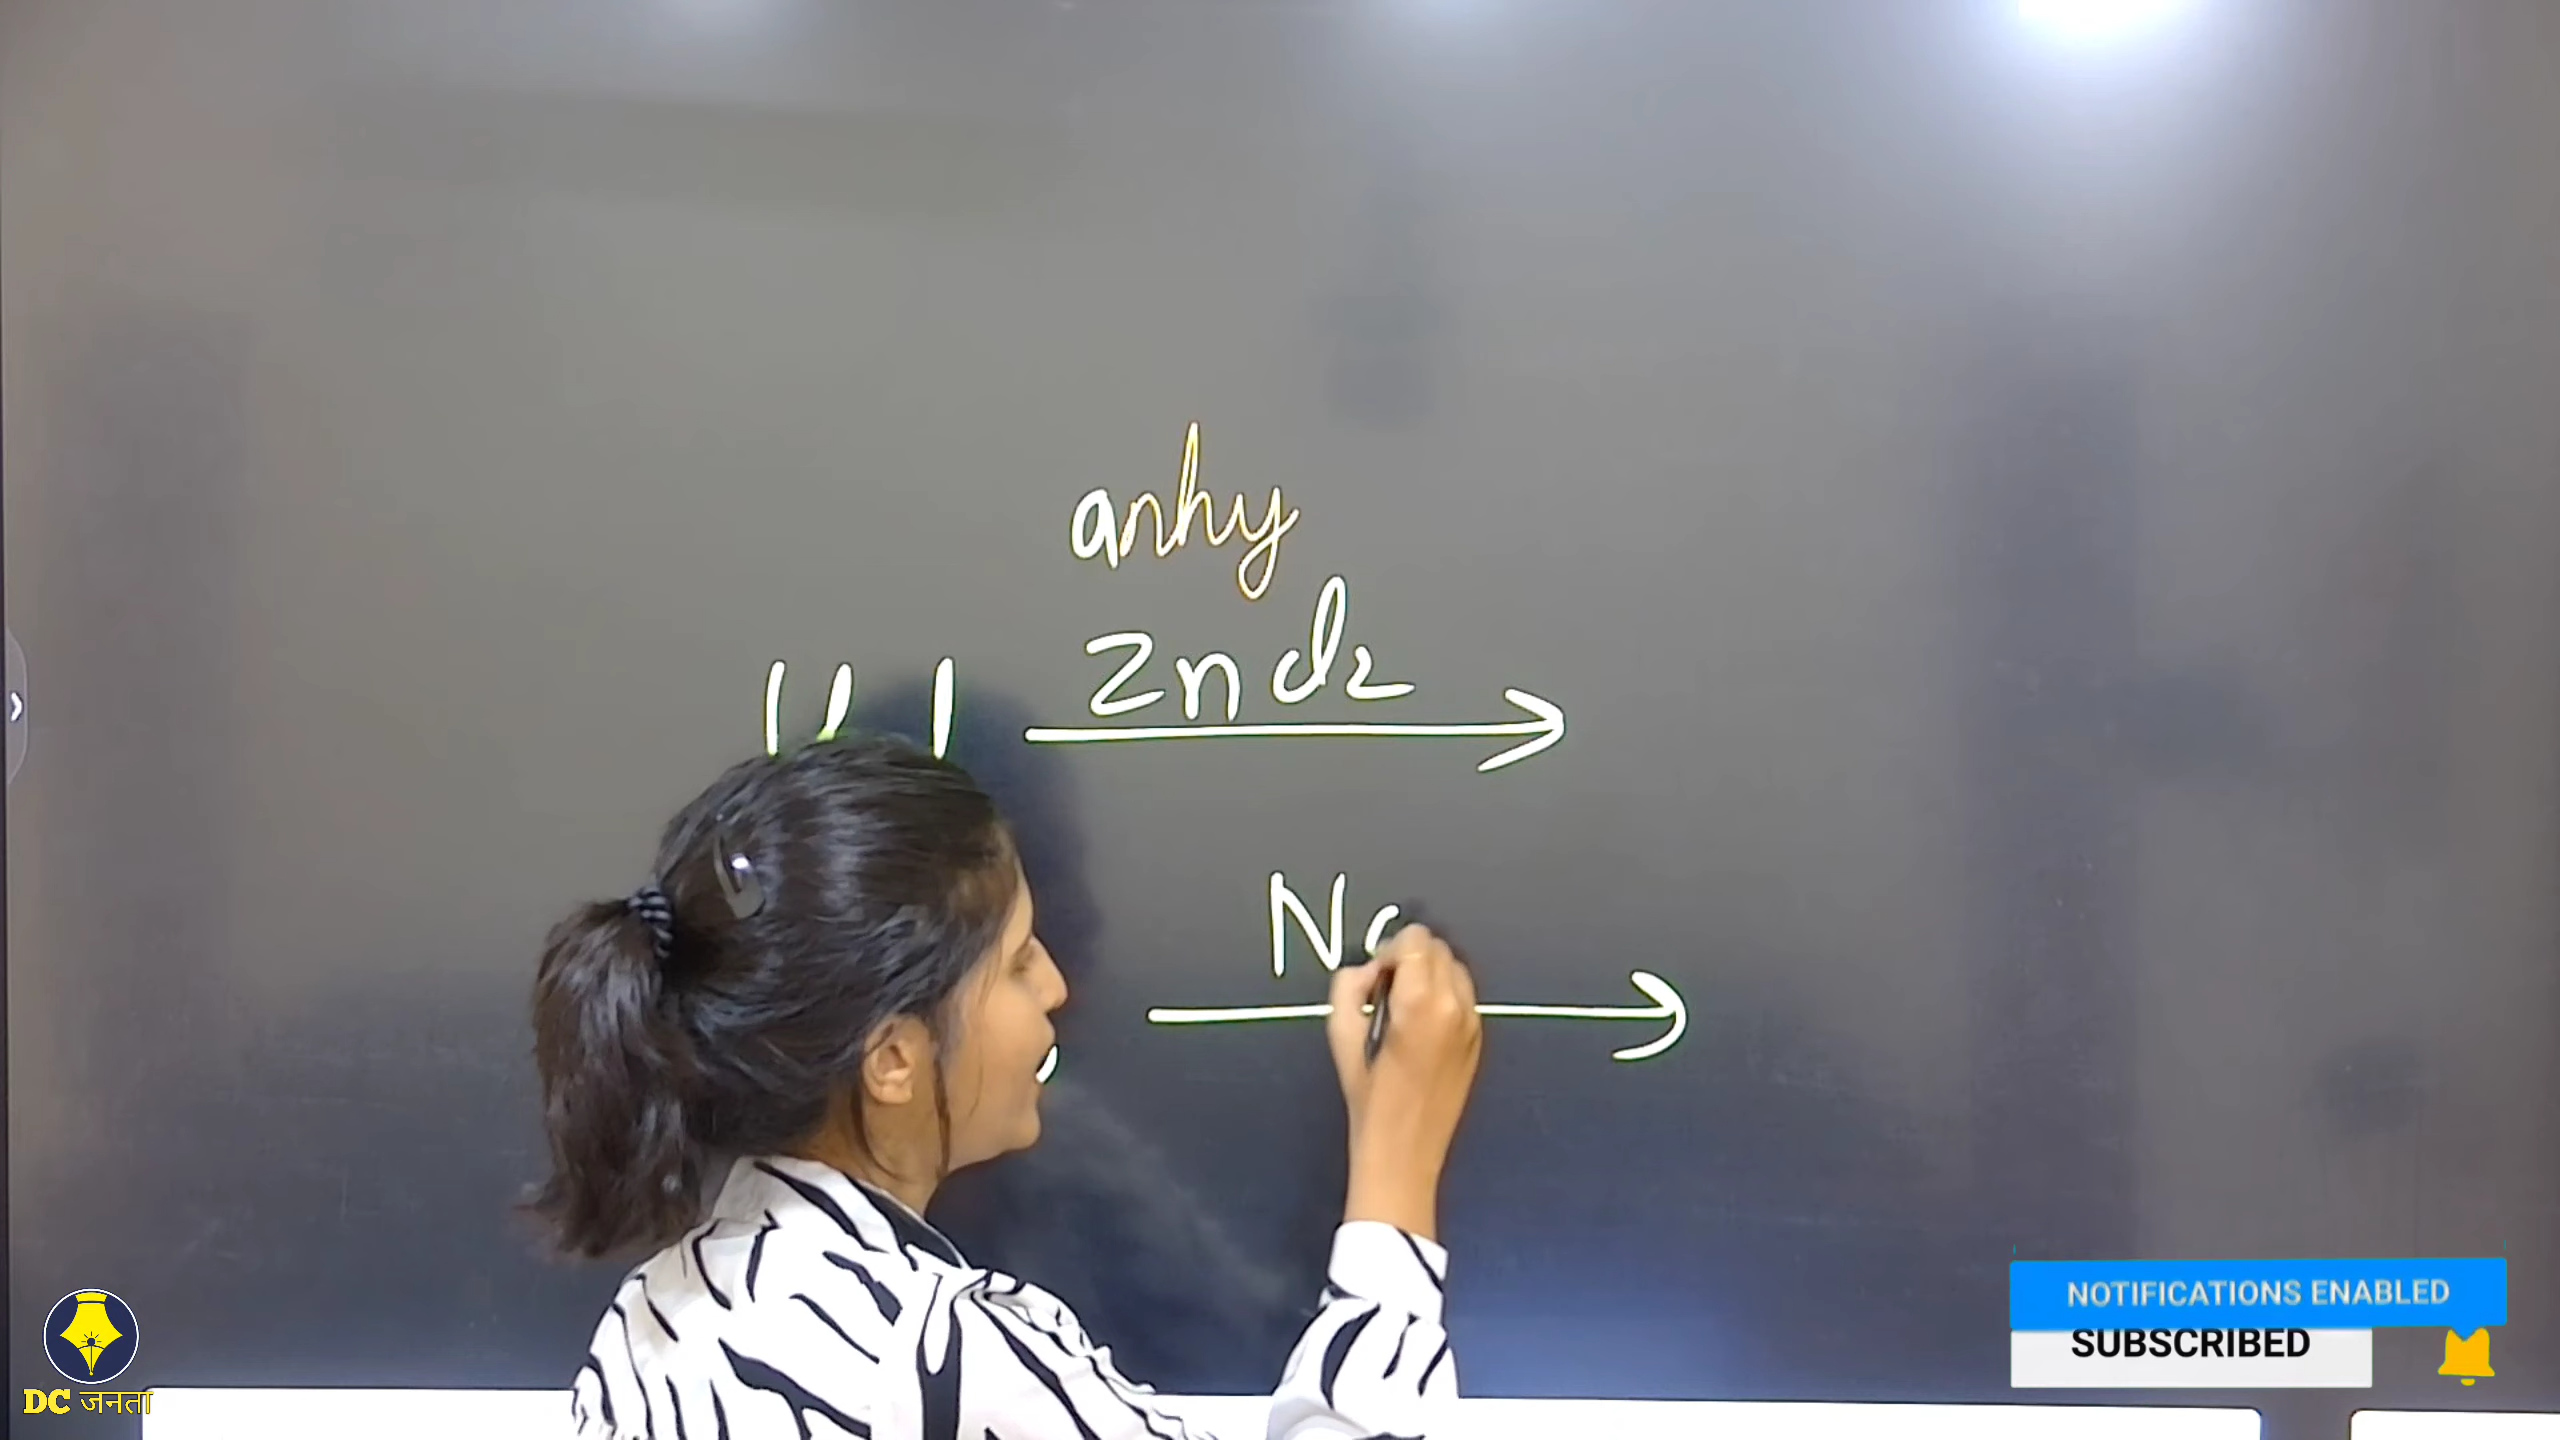 anhy
ZnCl2
Na
NOTIFICATIONS ENABLED
SUBSCRIBED
DC जनता